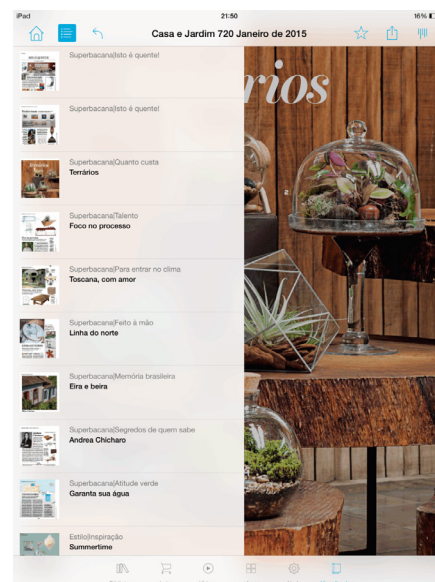 iPad
21:50
16%
Casa e Jardim 720 Janeiro de 2015
Superbacana|Isto é quente!
Superbacana|Isto é quente!
Superbacana|Quanto custa
Terrários
Superbacana|Talento
Foco no processo
Superbacana|Para entrar no clima
Toscana, com amor
Superbacana|Feito à mão
Linha do norte
Superbacana|Memória brasileira
Eira e beira
Superbacana|Segredos de quem sabe
Andrea Chicharo
Superbacana|Atitude verde
Garanta sua água
Estilo|Inspiração
Summertime
rios